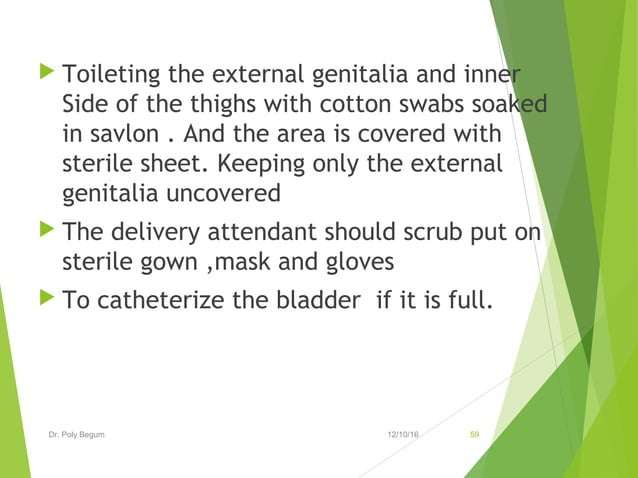 Toileting the external genitalia and inner
Side of the thighs with cotton swabs soaked
in savlon . And the area is covered with
sterile sheet. Keeping only the external
genitalia uncovered
The delivery attendant should scrub put on
sterile gown ,mask and gloves
To catheterize the bladder  if it is full.
Dr. Poly Begum 12/10/16 59